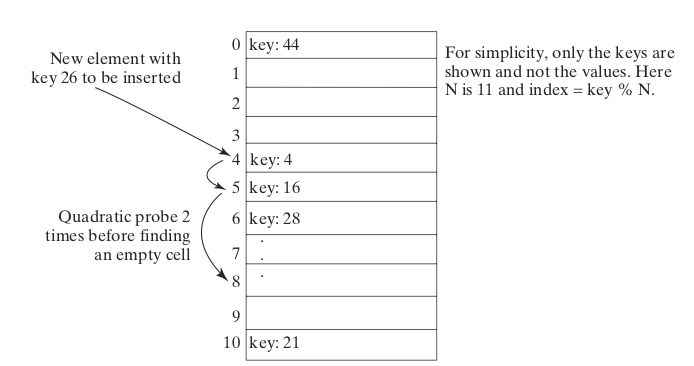 New element with
key 26 to be inserted
0 key: 44
1
2
3
4 key: 4
5 key: 16
6 key: 28
7
8
9
10 key: 21
Quadratic probe 2
times before finding
an empty cell
For simplicity, only the keys are
shown and not the values. Here
N is 11 and index = key % N.